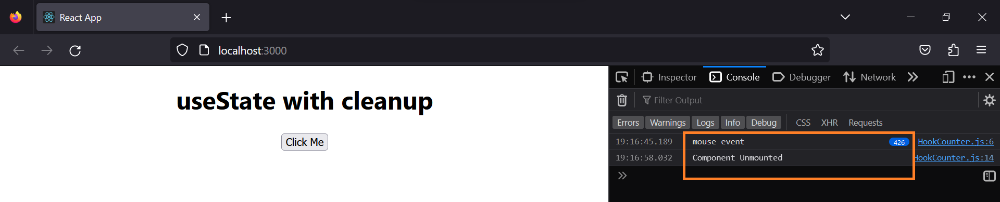 React App
localhost:3000
useState with cleanup
Click Me
Inspector Console Debugger Network
Filter Output
Errors Warnings Logs Info Debug CSS XHR Requests
19:16:45.189 mouse event 426 HookCounter.js:6
19:16:58.032 Component Unmounted HookCounter.js:14